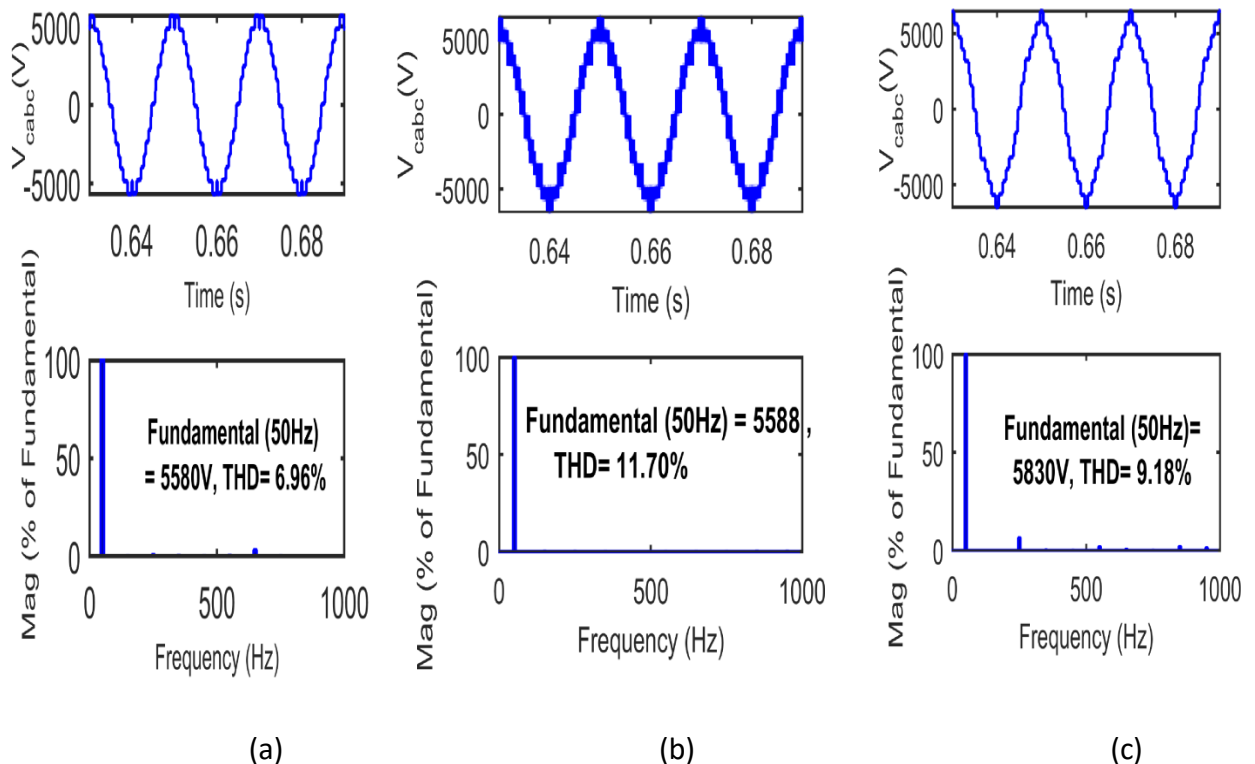 V_cabc(V)
5000
0
-5000
0.64 0.66 0.68
Time (s)
Mag (% of Fundamental)
100
50
0
Fundamental (50Hz)
= 5580V, THD= 6.96%
0 500 1000
Frequency (Hz)
(a)
V_cabc(V)
5000
0
-5000
0.64 0.66 0.68
Time (s)
Mag (% of Fundamental)
100
50
0
Fundamental (50Hz) = 5588 ,
THD= 11.70%
0 500 1000
Frequency (Hz)
(b)
V_cabc(V)
5000
0
-5000
0.64 0.66 0.68
Time (s)
Mag (% of Fundamental)
100
50
0
Fundamental (50Hz)=
5830V, THD= 9.18%
0 500 1000
Frequency (Hz)
(c)